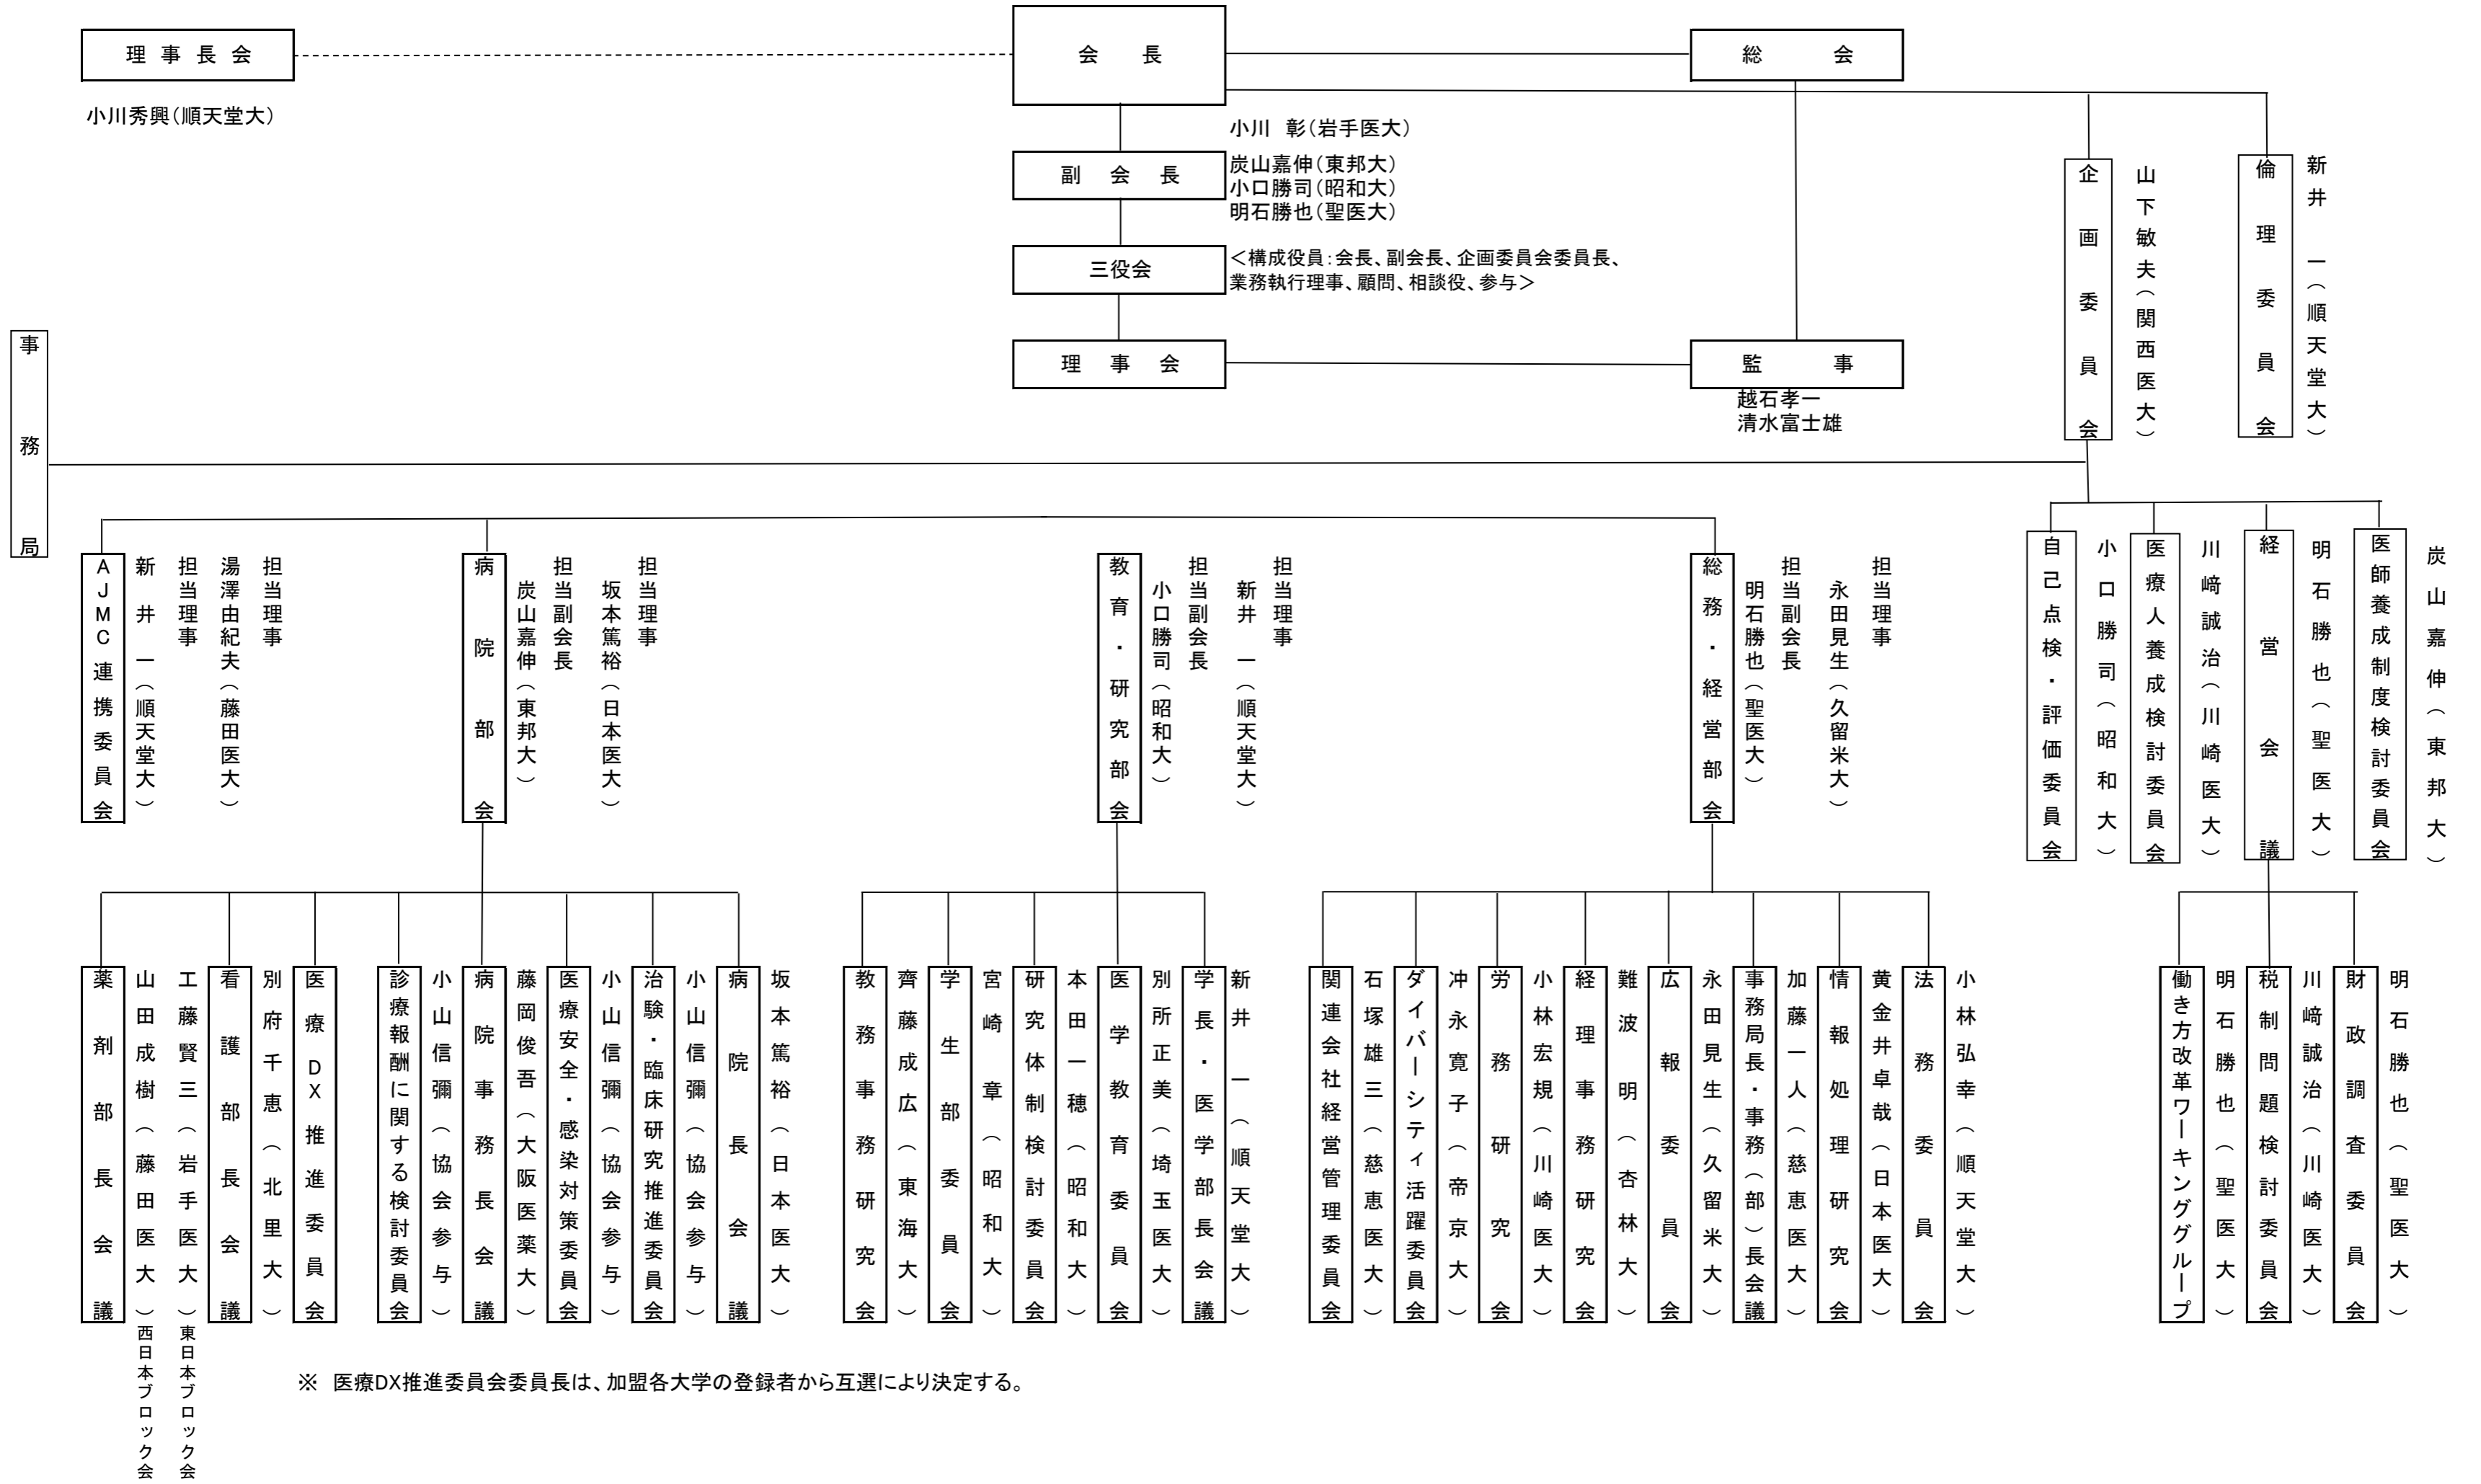 理事長会
小川秀興（順天堂大）
会長
小川　彰（岩手医大）
総会
副会長
炭山嘉伸（東邦大）
小口勝司（昭和大）
明石勝也（聖医大）
三役会
＜構成役員：会長、副会長、企画委員会委員長、
業務執行理事、顧問、相談役、参与＞
理事会
監事
越石孝一
清水富士雄
企画委員会
山下敏夫（関西医大）
倫理委員会
新井　一（順天堂大）
事務局
AJMC連携委員会
新井　一（順天堂大）
担当理事
湯澤由紀夫（藤田医大）
担当理事
病院部会
炭山嘉伸（東邦大）
担当副会長
坂本篤裕（日本医大）
担当理事
教育・研究部会
小口勝司（昭和大）
担当副会長
新井　一（順天堂大）
担当理事
総務・経営部会
明石勝也（聖医大）
担当副会長
永田見生（久留米大）
担当理事
自己点検・評価委員会
小口勝司（昭和大）
医療人養成検討委員会
川﨑誠治（川崎医大）
経営会議
明石勝也（聖医大）
医師養成制度検討委員会
炭山嘉伸（東邦大）
薬剤部長会議
山田成樹（藤田医大）西日本ブロック会
工藤賢三（岩手医大）東日本ブロック会
看護部長会議
別府千恵（北里大）
医療DX推進委員会
診療報酬に関する検討委員会
小山信彌（協会参与）
病院事務長会議
藤岡俊吾（大阪医薬大）
医療安全・感染対策委員会
小山信彌（協会参与）
治験・臨床研究推進委員会
小山信彌（協会参与）
病院長会議
坂本篤裕（日本医大）
教務事務研究会
齊藤成広（東海大）
学生部委員会
宮崎　章（昭和大）
研究体制検討委員会
本田一穂（昭和大）
医学教育委員会
別所正美（埼玉医大）
学長・医学部長会議
新井　一（順天堂大）
関連会社経営管理委員会
石塚雄三（慈恵医大）
ダイバーシティ活躍委員会
冲永寛子（帝京大）
労務研究会
小林宏規（川崎医大）
経理事務研究会
難波　明（杏林大）
広報委員会
永田見生（久留米大）
事務局長・事務（部）長会議
加藤一人（慈恵医大）
情報処理研究会
黄金井卓哉（日本医大）
法務委員会
小林弘幸（順天堂大）
働き方改革ワーキンググループ
明石勝也（聖医大）
税制問題検討委員会
川﨑誠治（川崎医大）
財政調査委員会
明石勝也（聖医大）
※　医療DX推進委員会委員長は、加盟各大学の登録者から互選により決定する。